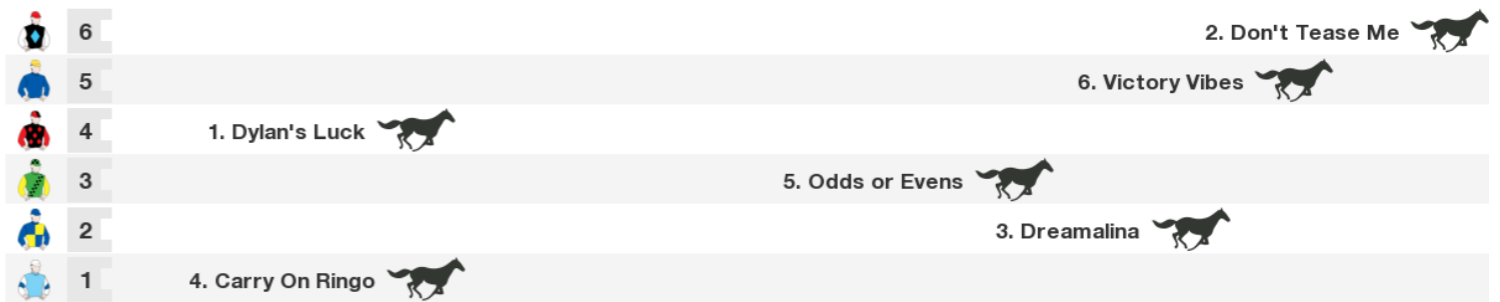 6 2. Don't Tease Me
5 6. Victory Vibes
4 1. Dylan's Luck
3 5. Odds or Evens
2 3. Dreamalina
1 4. Carry On Ringo